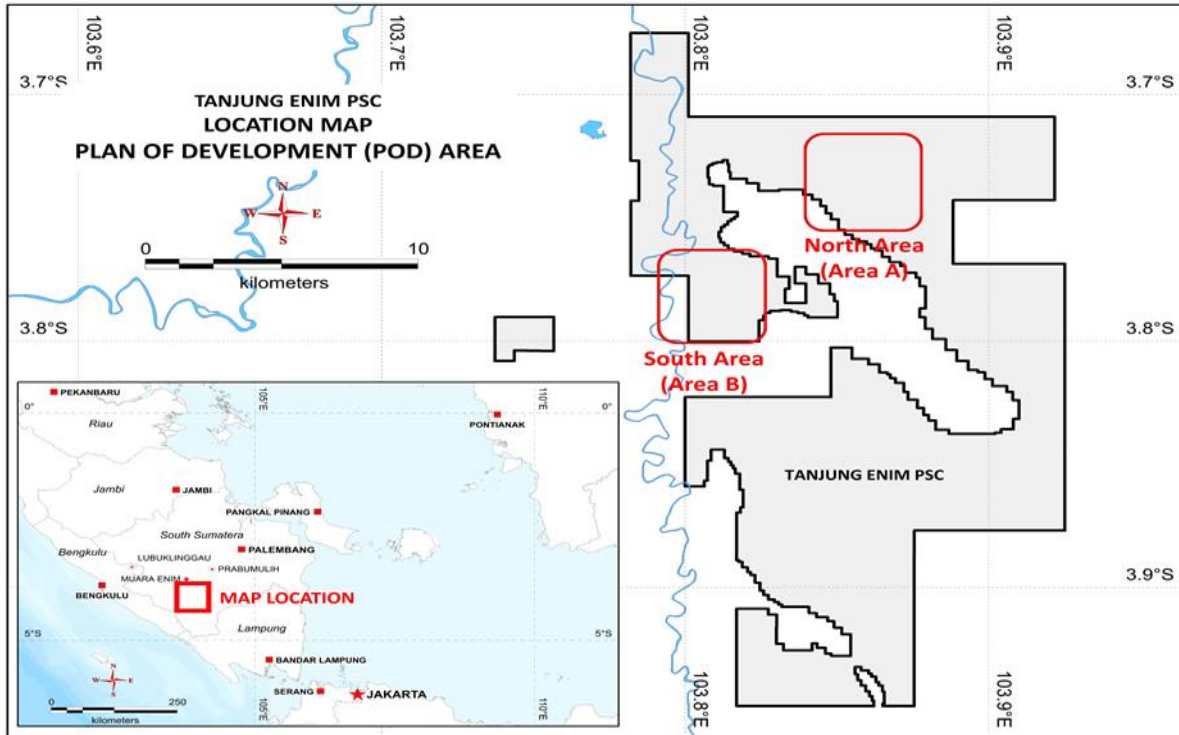 103.6°E
103.7°E
103.8°E
103.9°E
3.7°S
3.7°S
TANJUNG ENIM PSC
LOCATION MAP
PLAN OF DEVELOPMENT (POD) AREA
N
W E
S
0 10
kilometers
North Area
(Area A)
3.8°S
3.8°S
South Area
(Area B)
TANJUNG ENIM PSC
3.9°S
103.8°E
103.9°E
PEKANBARU
0°
105°E
110°E
0°
Riau
PONTIANAK
Jambi
JAMBI
PANGKAL PINANG
South Sumatera
Bengkulu
PALEMBANG
LUBUKLINGGAU
PRABUMULIH
MUARA ENIM
BENGKULU
MAP LOCATION
Lampung
5°S
5°S
BANDAR LAMPUNG
N
W E
S
SERANG
JAKARTA
0 250
kilometers
105°E
110°E